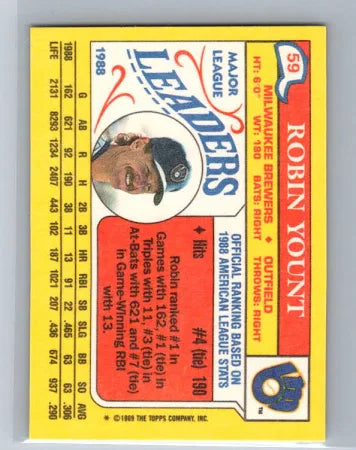 59
ROBIN YOUNT
MILWAUKEE BREWERS ◆ OUTFIELD
HT: 6'0" WT: 180 BATS: RIGHT THROWS: RIGHT
MAJOR LEAGUE
LEADERS
1988
OFFICIAL RANKING BASED ON
1988 AMERICAN LEAGUE STATS
◆ Hits #4 (tie) 190
Robin ranked #1 in
Games with 162, #1 (tie) in
Triples with 11, #3 (tie) in
At-Bats with 621 and #7 (tie)
in Game-Winning RBI
with 13.
TM
G AB R H 2B 3B HR RBI SB SLG BB SO AVG
1988 162 621 92 190 38 11 13 91 22 .465 63 63 .306
LIFE 2131 8293 1234 2407 443 102 187 1021 207 .436 674 937 .290
* © 1989 THE TOPPS COMPANY, INC.